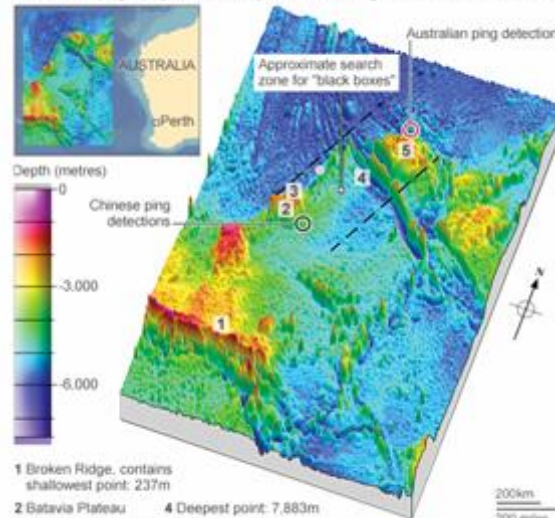 Australian ping detection
Approximate search
zone for "black boxes"
AUSTRALIA
Perth
Depth (metres)
0
5
3
4
2
Chinese ping
detections
-3,000
N
1
-6,000
1 Broken Ridge, contains
shallowest point: 237m
200km
2 Batavia Plateau
4 Deepest point: 7,883m